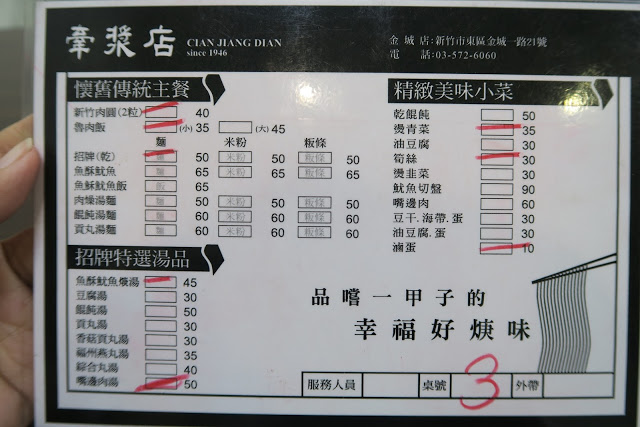 牽漿店 CIAN JIANG DIAN
since 1946
金城店:新竹市東區金城一路21號
電話:03-572-6060
懷舊傳統主餐
新竹肉圓(2粒) 40
魯肉飯 (小) 35 (大) 45
麵 米粉 粄條
招牌(乾) 麵 50 米粉 50 粄條 50
魚酥魷魚 麵 65 米粉 65 粄條 65
魚酥魷魚飯 飯 65
肉燥湯麵 麵 50 米粉 50 粄條 50
餛飩湯麵 麵 60 米粉 60 粄條 60
貢丸湯麵 麵 60 米粉 60 粄條 60
招牌特選湯品
魚酥魷魚焿湯 45
豆腐湯 30
餛飩湯 50
貢丸湯 30
香菇貢丸湯 30
福州燕丸湯 35
綜合丸湯 40
嘴邊肉湯 50
精緻美味小菜
乾餛飩 50
燙青菜 35
油豆腐 30
筍絲 30
燙韭菜 30
魷魚切盤 90
嘴邊肉 60
豆干.海帶.蛋 30
油豆腐.蛋 30
滷蛋 10
品嚐一甲子的
幸福好焿味
服務人員 桌號 3 外帶